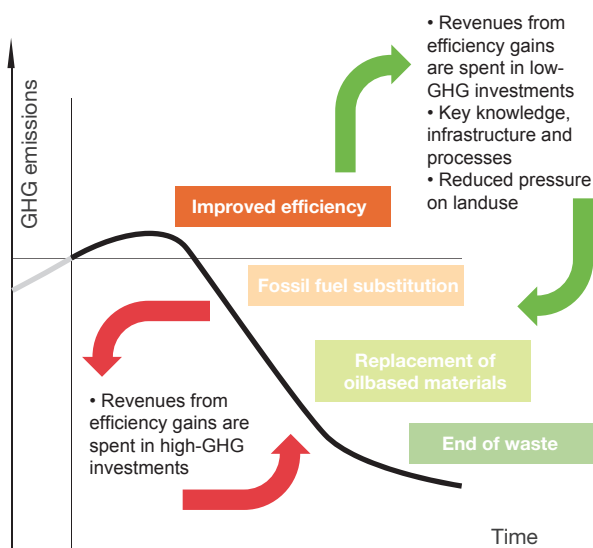 • Revenues from
efficiency gains
are spent in low-
GHG investments
• Key knowledge,
infrastructure and
processes
• Reduced pressure
on landuse
GHG emissions
Improved efficiency
Fossil fuel substitution
Replacement of
oilbased materials
• Revenues from
efficiency gains are
spent in high-GHG
investments
End of waste
Time